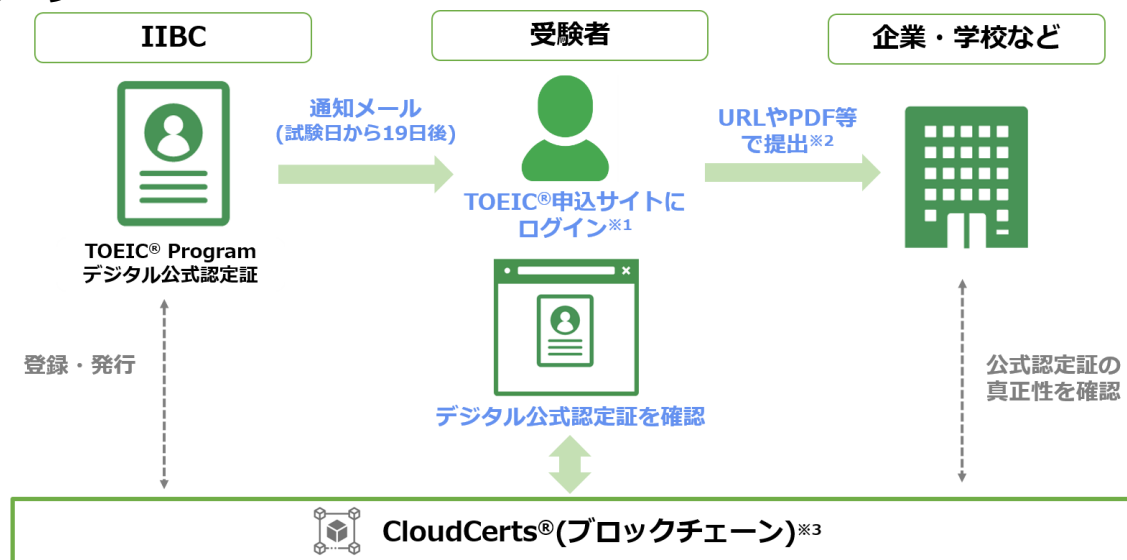 IIBC
受験者
企業・学校など
通知メール
(試験日から19日後)
URLやPDF等
で提出※2
TOEIC®申込サイトに
ログイン※1
TOEIC® Program
デジタル公式認定証
登録・発行
公式認定証の
真正性を確認
デジタル公式認定証を確認
CloudCerts®(ブロックチェーン)※3